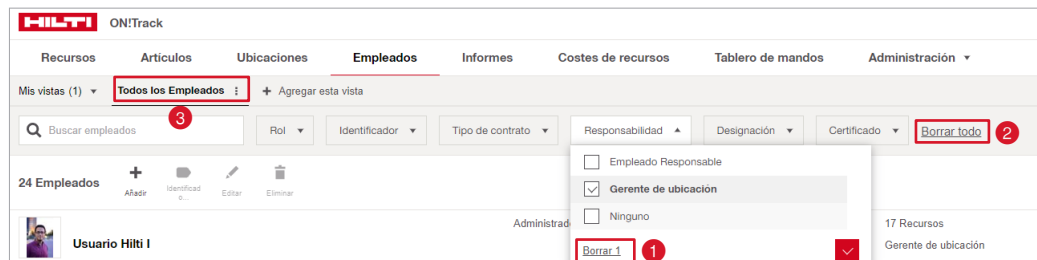 HILTI ON!Track
Recursos Artículos Ubicaciones Empleados Informes Costes de recursos Tablero de mandos Administración
Mis vistas (1) Todos los Empleados + Agregar esta vista
3
Buscar empleados Rol Identificador Tipo de contrato Responsabilidad Designación Certificado Borrar todo 2
Empleado Responsable
24 Empleados Añadir Identificad o... Editar Eliminar
Gerente de ubicación
Ninguno
Administrad 17 Recursos
Usuario Hilti I Borrar 1 1 Gerente de ubicación